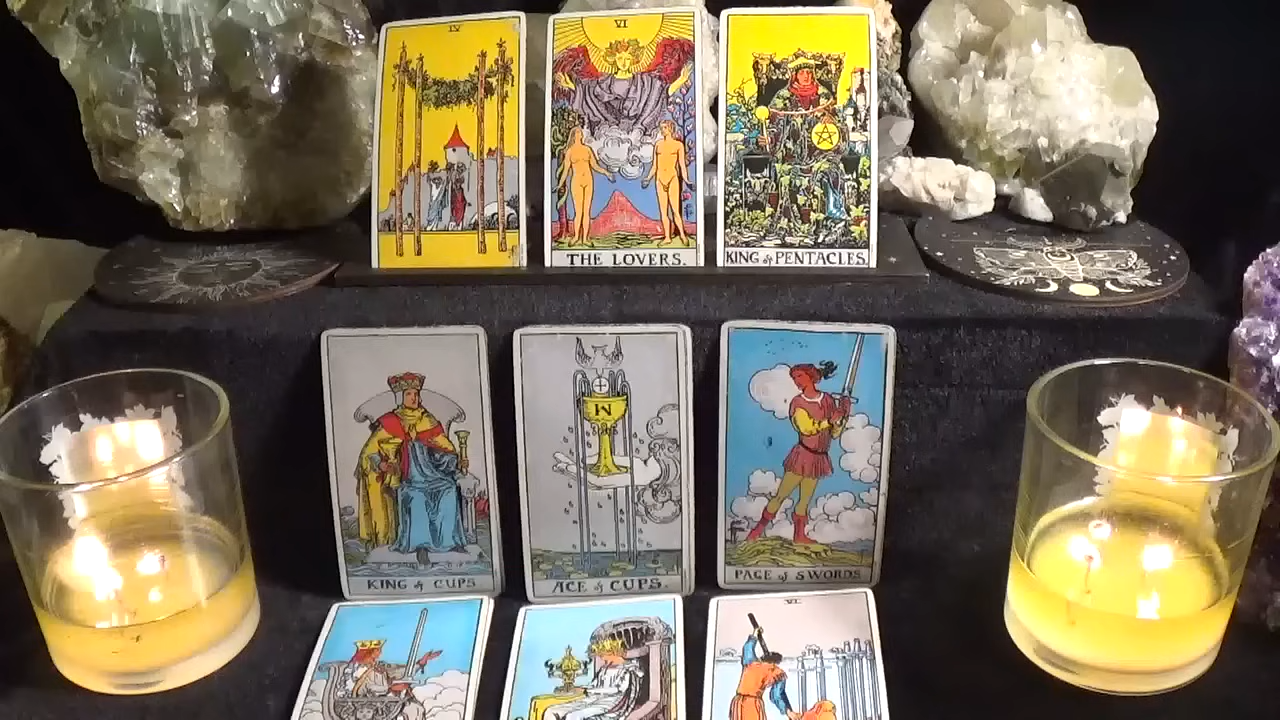 IV
VI
THE LOVERS.
KING of PENTACLES
KING of CUPS
M
ACE of CUPS.
PAGE of SWORDS
VI